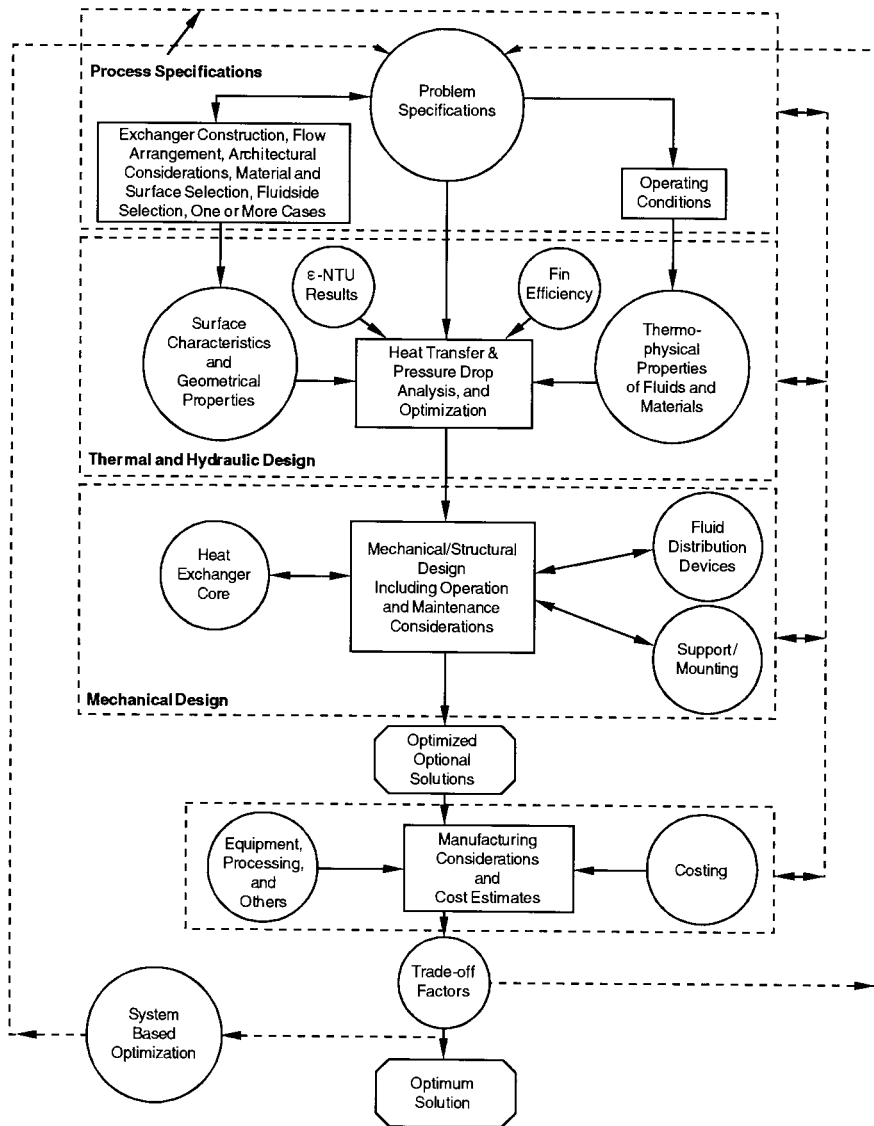 Process Specifications
Problem
Specifications
Exchanger Construction, Flow
Arrangement, Architectural
Considerations, Material and
Surface Selection, Fluidside
Selection, One or More Cases
Operating
Conditions
ε-NTU
Results
Fin
Efficiency
Surface
Characteristics
and
Geometrical
Properties
Heat Transfer &
Pressure Drop
Analysis, and
Optimization
Thermo-
physical
Properties
of Fluids and
Materials
Thermal and Hydraulic Design
Heat
Exchanger
Core
Mechanical/Structural
Design
Including Operation
and Maintenance
Considerations
Fluid
Distribution
Devices
Support/
Mounting
Mechanical Design
Optimized
Optional
Solutions
Equipment,
Processing,
and
Others
Manufacturing
Considerations
and
Cost Estimates
Costing
Trade-off
Factors
System
Based
Optimization
Optimum
Solution